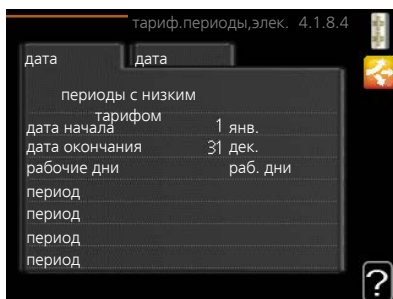 тариф.периоды,элек. 4.1.8.4
дата дата
периоды с низким
тарифом
дата начала 1 янв.
дата окончания 31 дек.
рабочие дни раб. дни
период
период
период
период
?